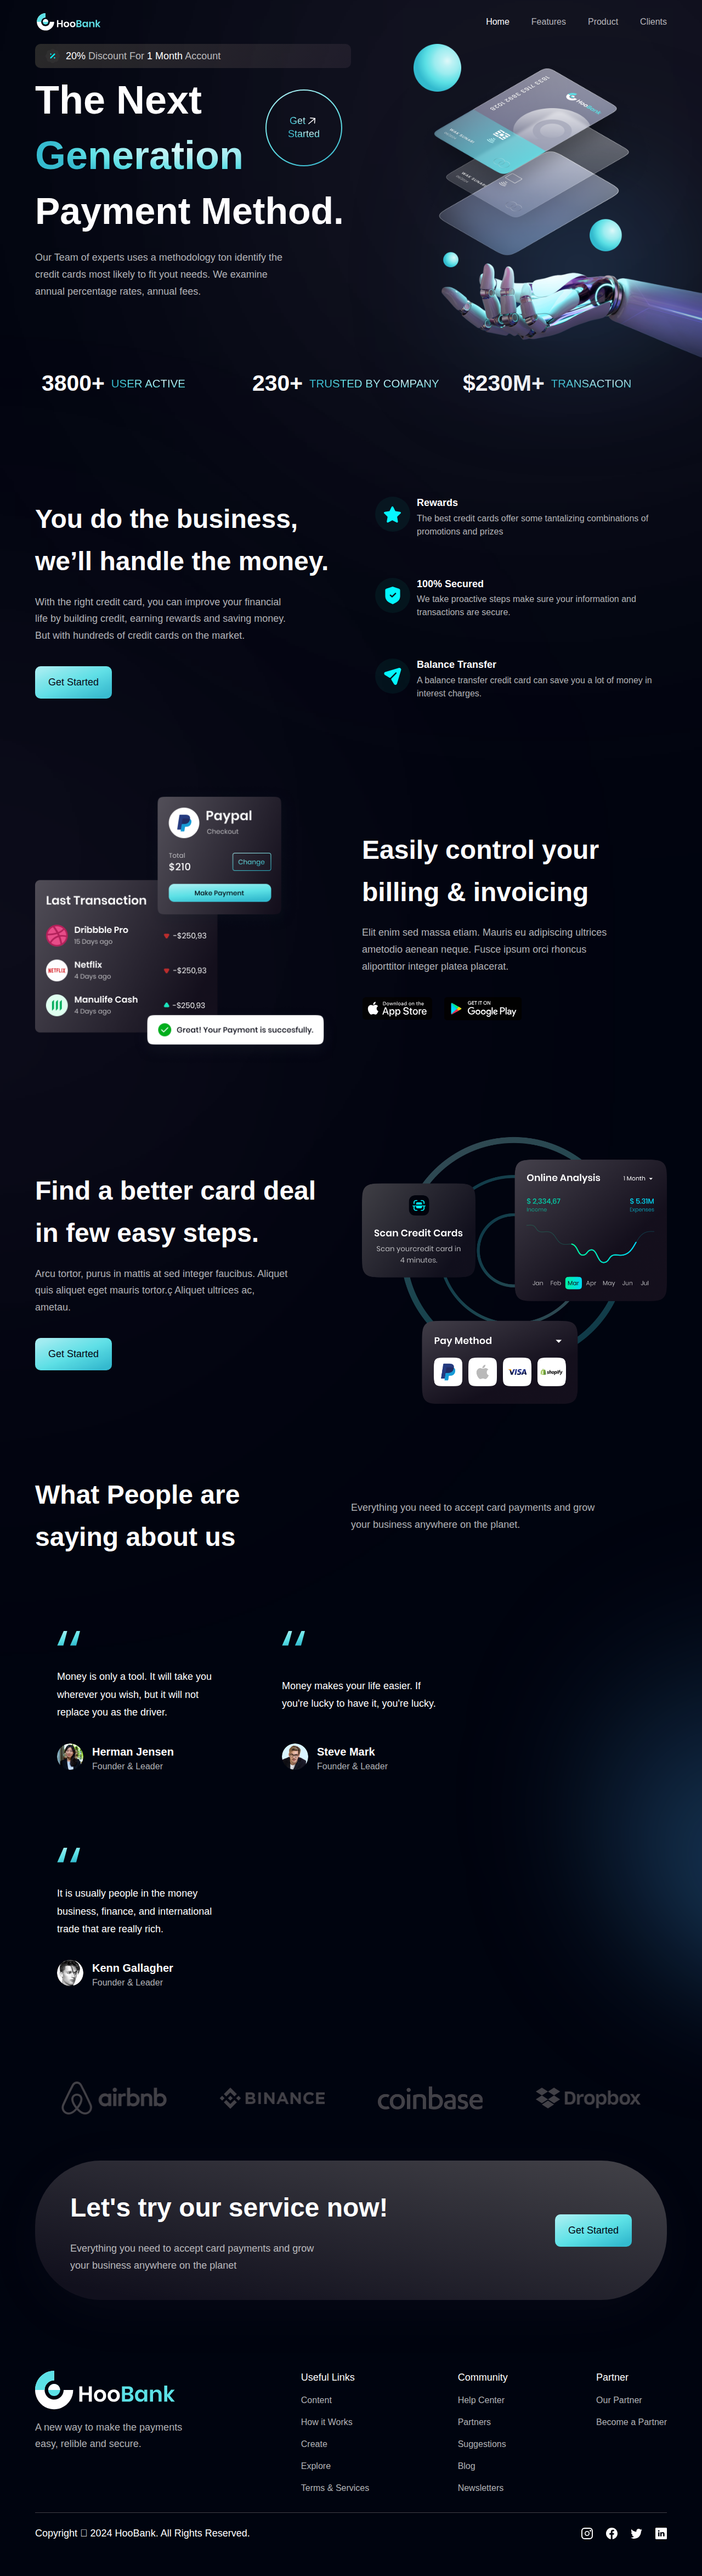 HooBank
Home Features Product Clients
20% Discount For 1 Month Account
The Next
Get
Started
Generation
Payment Method.
Our Team of experts uses a methodology ton identify the
credit cards most likely to fit yout needs. We examine
annual percentage rates, annual fees.
HooBank
3800+ USER ACTIVE
230+ TRUSTED BY COMPANY
$230M+ TRANSACTION
You do the business,
we’ll handle the money.
With the right credit card, you can improve your financial
life by building credit, earning rewards and saving money.
But with hundreds of credit cards on the market.
Get Started
Rewards
The best credit cards offer some tantalizing combinations of
promotions and prizes
100% Secured
We take proactive steps make sure your information and
transactions are secure.
Balance Transfer
A balance transfer credit card can save you a lot of money in
interest charges.
Paypal
Checkout
Total
$210
Change
Make Payment
Last Transaction
Dribbble Pro
15 Days ago
-$250,93
NETFLIX
Netflix
4 Days ago
-$250,93
Manulife Cash
4 Days ago
-$250,93
Great! Your Payment is succesfully.
Easily control your
billing & invoicing
Elit enim sed massa etiam. Mauris eu adipiscing ultrices
ametodio aenean neque. Fusce ipsum orci rhoncus
aliporttitor integer platea placerat.
Download on the
App Store
GET IT ON
Google Play
Find a better card deal
in few easy steps.
Arcu tortor, purus in mattis at sed integer faucibus. Aliquet
quis aliquet eget mauris tortor.ç Aliquet ultrices ac,
ametau.
Get Started
Scan Credit Cards
Scan yourcredit card in
4 minutes.
Online Analysis
1 Month
$ 2,334,67
Income
$ 5.31M
Expenses
Jan Feb Mar Apr May Jun Jul
Pay Method
VISA
shopify
What People are
saying about us
Everything you need to accept card payments and grow
your business anywhere on the planet.
Money is only a tool. It will take you
wherever you wish, but it will not
replace you as the driver.
Herman Jensen
Founder & Leader
Money makes your life easier. If
you're lucky to have it, you're lucky.
Steve Mark
Founder & Leader
It is usually people in the money
business, finance, and international
trade that are really rich.
Kenn Gallagher
Founder & Leader
airbnb
BINANCE
coinbase
Dropbox
Let's try our service now!
Everything you need to accept card payments and grow
your business anywhere on the planet
Get Started
HooBank
A new way to make the payments
easy, relible and secure.
Useful Links
Content
How it Works
Create
Explore
Terms & Services
Community
Help Center
Partners
Suggestions
Blog
Newsletters
Partner
Our Partner
Become a Partner
Copyright 2024 HooBank. All Rights Reserved.